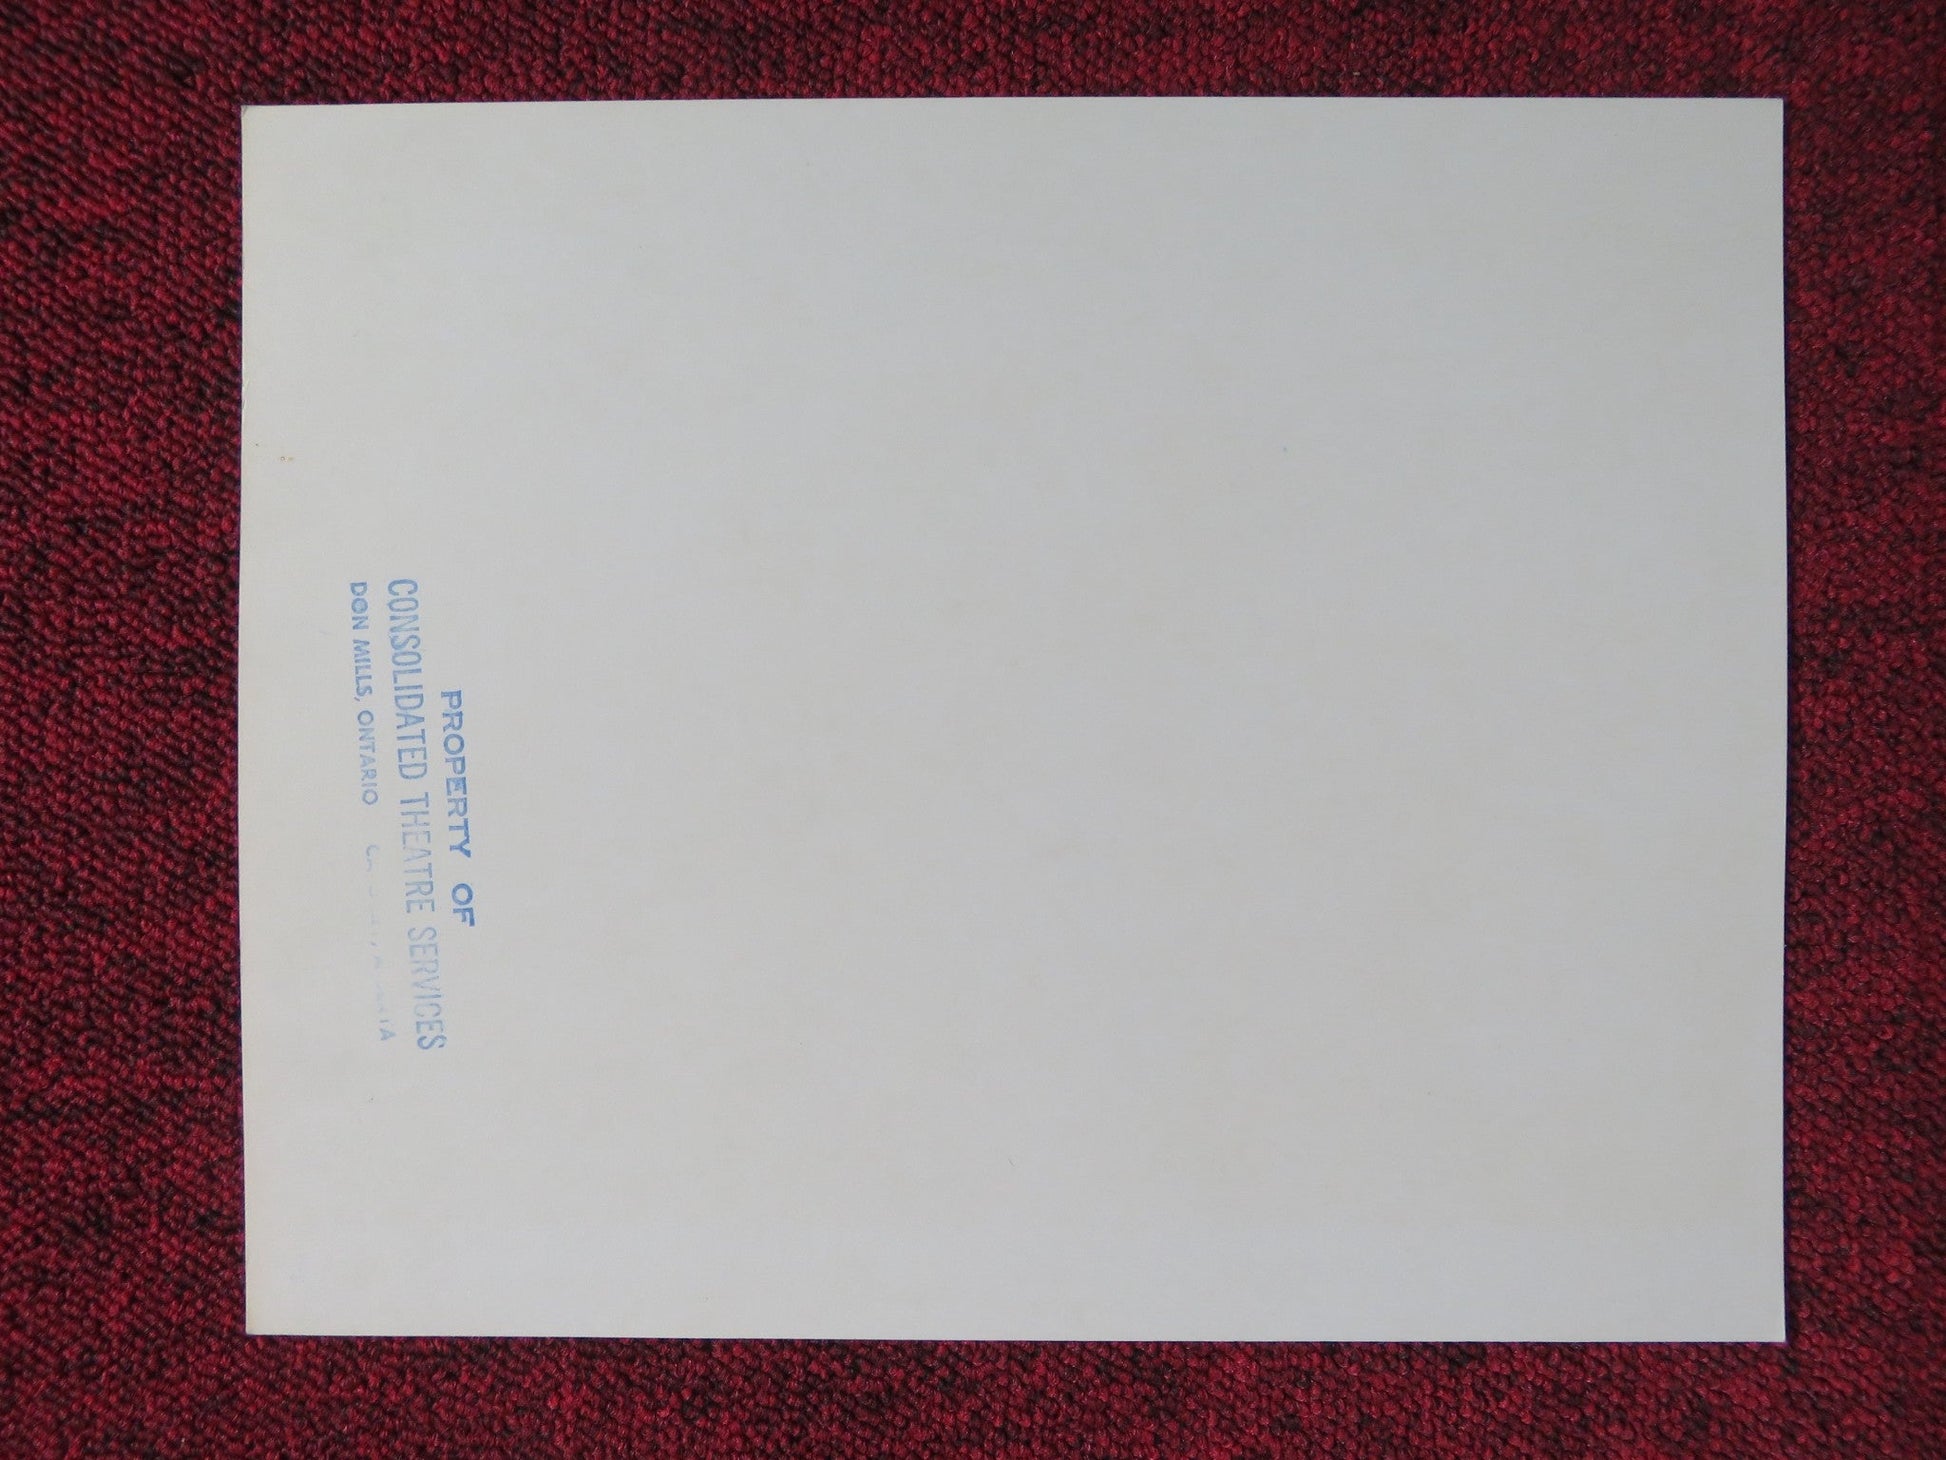 PROPERTY OF
CONSOLIDATED THEATRE SERVICES
DON MILLS, ONTARIO